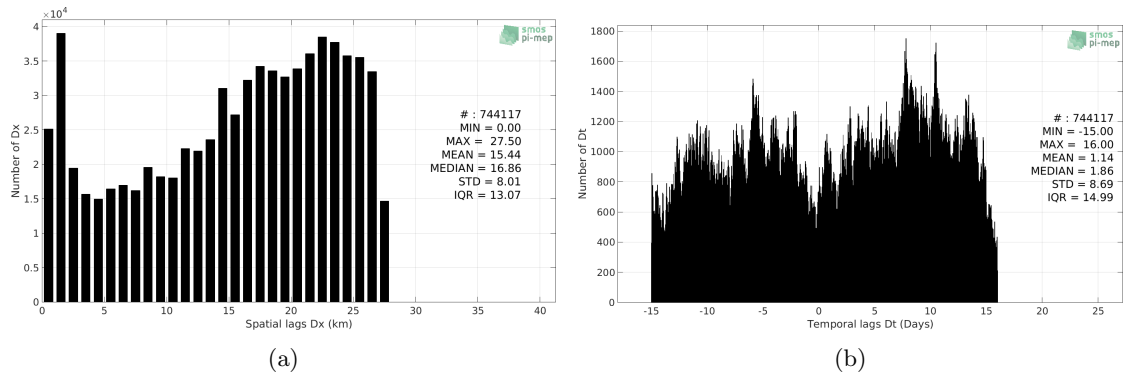 ×10⁴
4
3.5
3
2.5
2
1.5
1
0.5
0
0 5 10 15 20 25 30 35 40
Number of Dx
Spatial lags Dx (km)
smos
pi-mep
# : 744117
MIN = 0.00
MAX = 27.50
MEAN = 15.44
MEDIAN = 16.86
STD = 8.01
IQR = 13.07
(a)
1800
1600
1400
1200
1000
800
600
400
200
0
-15 -10 -5 0 5 10 15 20 25
Number of Dt
Temporal lags Dt (Days)
smos
pi-mep
# : 744117
MIN = -15.00
MAX = 16.00
MEAN = 1.14
MEDIAN = 1.86
STD = 8.69
IQR = 14.99
(b)